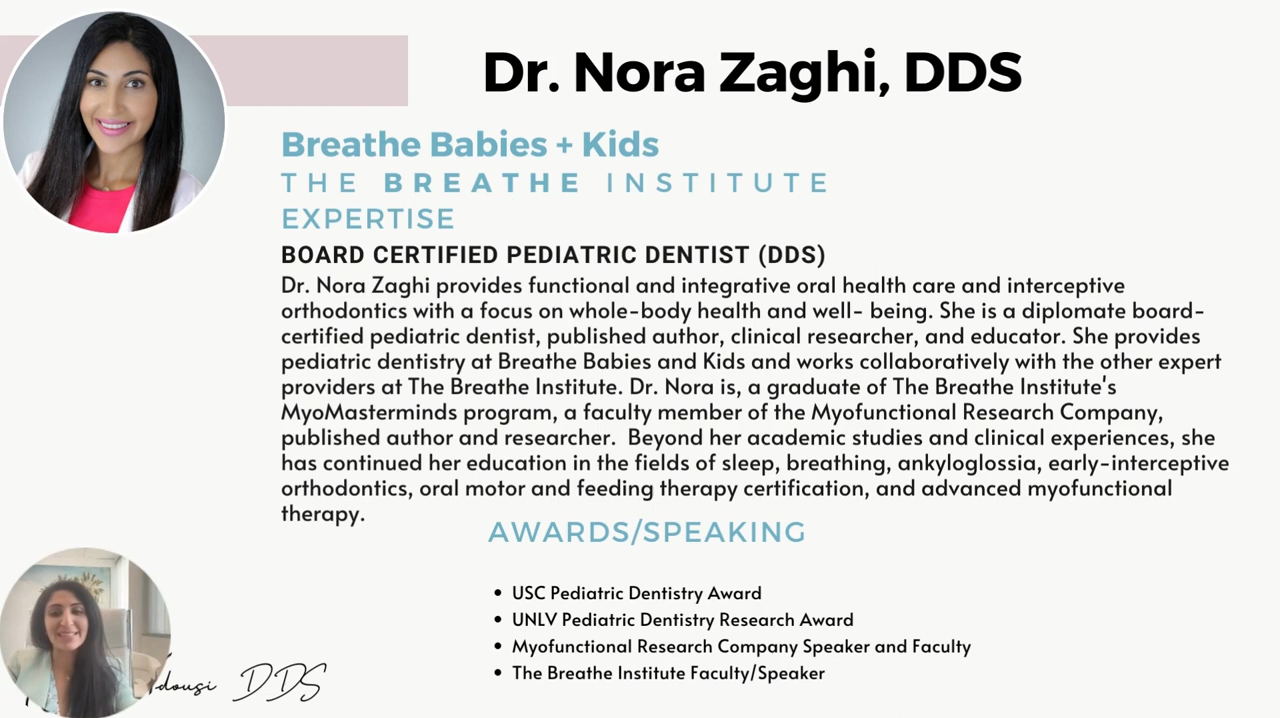 Dr. Nora Zaghi, DDS
Breathe Babies + Kids
THE BREATHE INSTITUTE
EXPERTISE
BOARD CERTIFIED PEDIATRIC DENTIST (DDS)
Dr. Nora Zaghi provides functional and integrative oral health care and interceptive
orthodontics with a focus on whole-body health and well- being. She is a diplomate board-
certified pediatric dentist, published author, clinical researcher, and educator. She provides
pediatric dentistry at Breathe Babies and Kids and works collaboratively with the other expert
providers at The Breathe Institute. Dr. Nora is, a graduate of The Breathe Institute's
MyoMasterminds program, a faculty member of the Myofunctional Research Company,
published author and researcher.  Beyond her academic studies and clinical experiences, she
has continued her education in the fields of sleep, breathing, ankyloglossia, early-interceptive
orthodontics, oral motor and feeding therapy certification, and advanced myofunctional
therapy.
AWARDS/SPEAKING
• USC Pediatric Dentistry Award
• UNLV Pediatric Dentistry Research Award
• Myofunctional Research Company Speaker and Faculty
• The Breathe Institute Faculty/Speaker
DDS